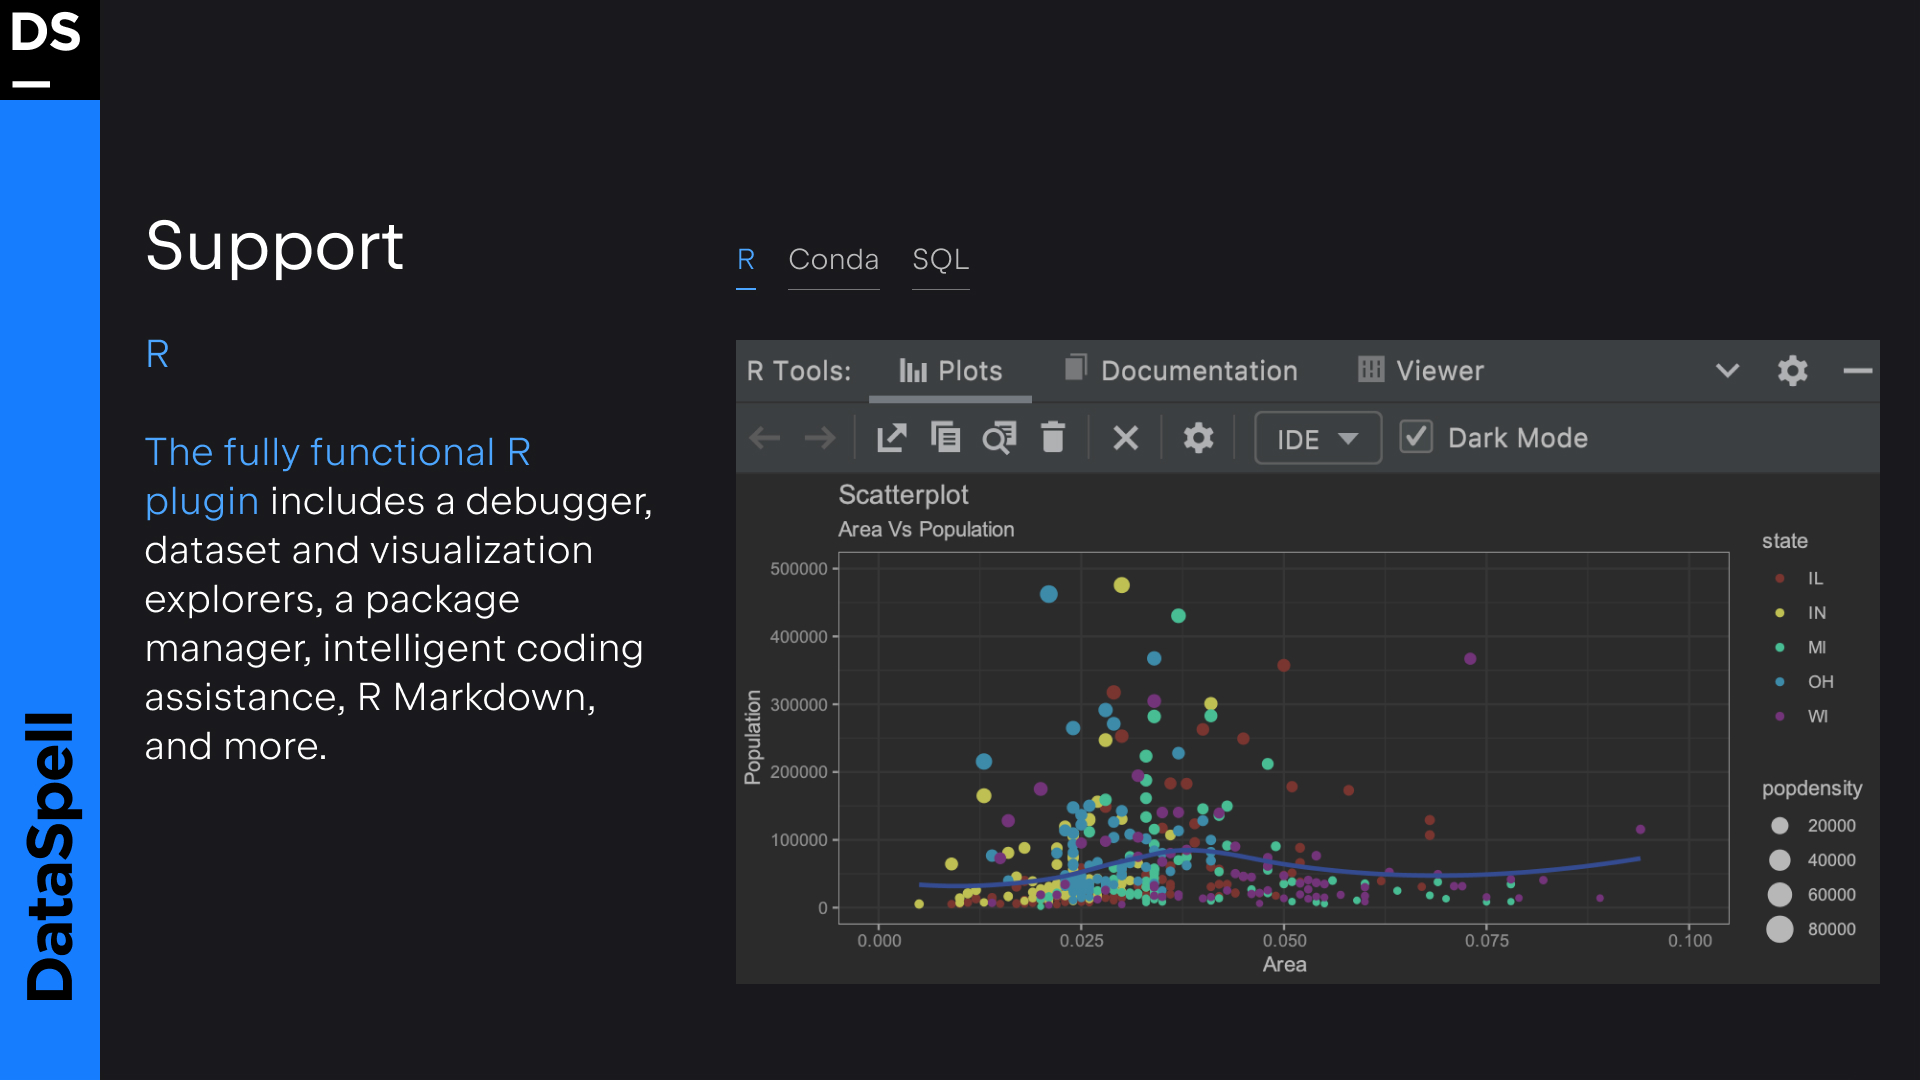 DS
DataSpell
Support
R
The fully functional R
plugin includes a debugger,
dataset and visualization
explorers, a package
manager, intelligent coding
assistance, R Markdown,
and more.
R Conda SQL
R Tools: Plots Documentation Viewer
IDE Dark Mode
Scatterplot
Area Vs Population
Population
500000
400000
300000
200000
100000
0
0.000 0.025 0.050 0.075 0.100
Area
state
IL
IN
MI
OH
WI
popdensity
20000
40000
60000
80000